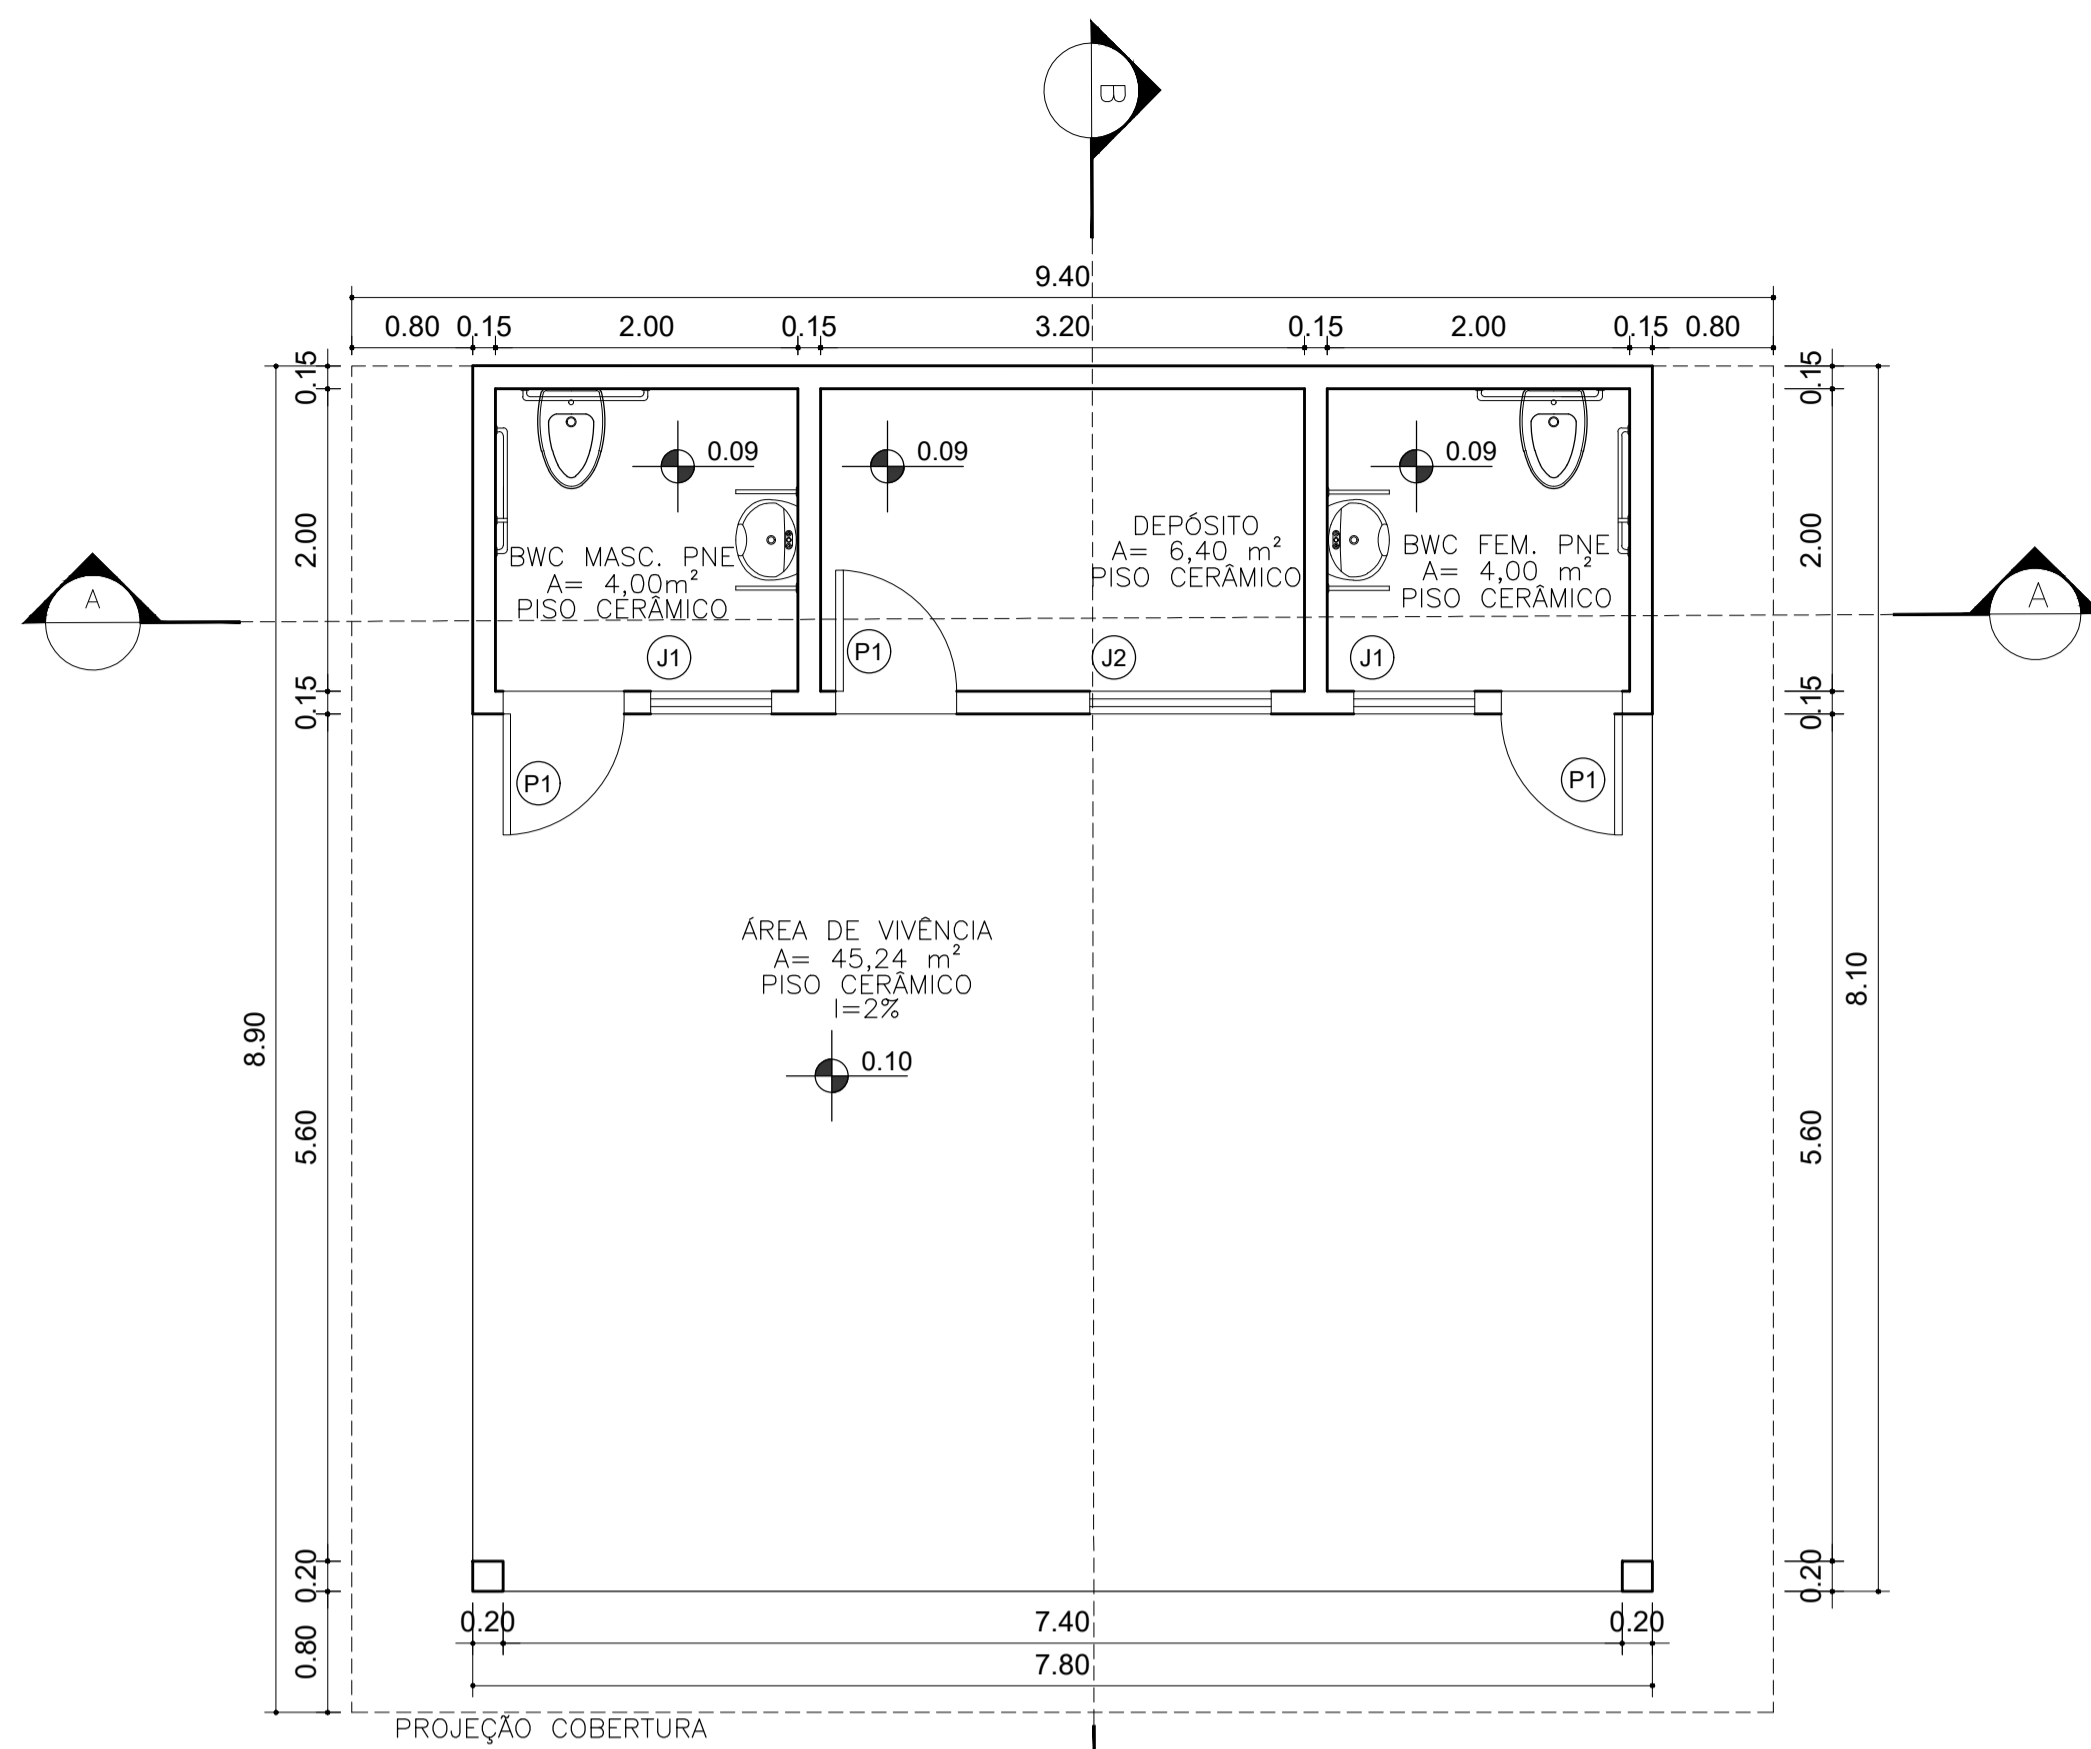 B
9.40
0.80 0.15 2.00 0.15 3.20 0.15 2.00 0.15 0.80
0.15
0.15
0.09
0.09
0.09
2.00
2.00
BWC MASC. PNE
A= 4,00m²
PISO CERÂMICO
DEPÓSITO
A= 6,40 m²
PISO CERÂMICO
BWC FEM. PNE
A= 4,00 m²
PISO CERÂMICO
A
A
J1
P1
J2
J1
0.15
0.15
P1
P1
ÁREA DE VIVÊNCIA
A= 45,24 m²
PISO CERÂMICO
I=2%
0.10
8.90
8.10
5.60
5.60
0.20
0.20
0.80
0.20 7.40 0.20
7.80
PROJEÇÃO COBERTURA